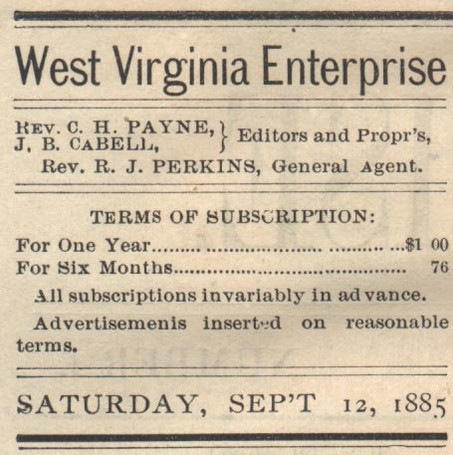 West Virginia Enterprise
Rev. C. H. PAYNE, } Editors and Propr's,
J. B. CABELL,
Rev. R. J. PERKINS, General Agent.
TERMS OF SUBSCRIPTION:
For One Year......... ..................... ......... ...$1 00
For Six Months........................................ 76
All subscriptions invariably in advance.
Advertisemenis inserted on reasonable
terms.
SATURDAY, SEP'T 12, 1885